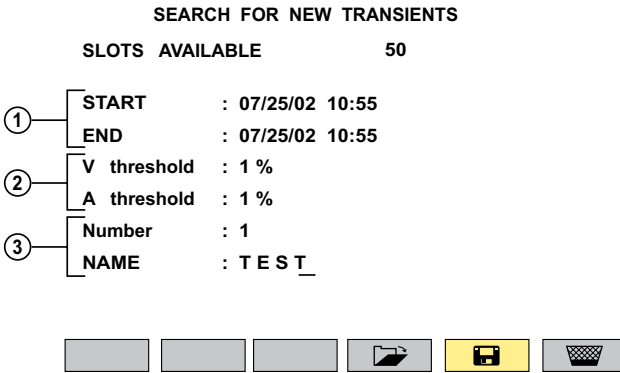 SEARCH FOR NEW TRANSIENTS
SLOTS AVAILABLE 50
1
START : 07/25/02 10:55
END : 07/25/02 10:55
2
V threshold : 1 %
A threshold : 1 %
3
Number : 1
NAME : T E S T